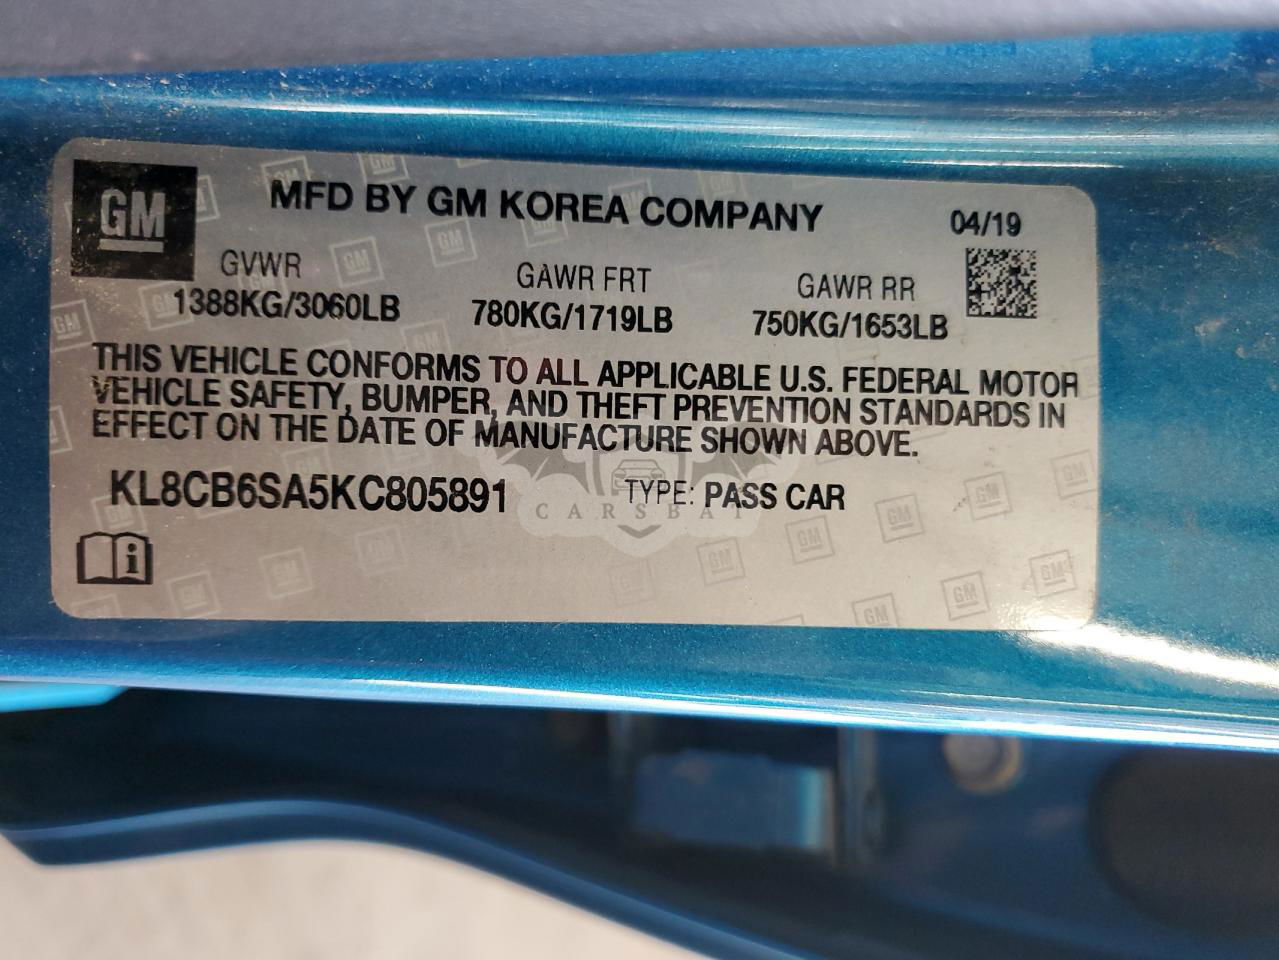 GM
MFD BY GM KOREA COMPANY
04/19
GVWR
1388KG/3060LB
GAWR FRT
780KG/1719LB
GAWR RR
750KG/1653LB
THIS VEHICLE CONFORMS TO ALL APPLICABLE U.S. FEDERAL MOTOR
VEHICLE SAFETY, BUMPER, AND THEFT PREVENTION STANDARDS IN
EFFECT ON THE DATE OF MANUFACTURE SHOWN ABOVE.
KL8CB6SA5KC805891
TYPE: PASS CAR
CARSBAT